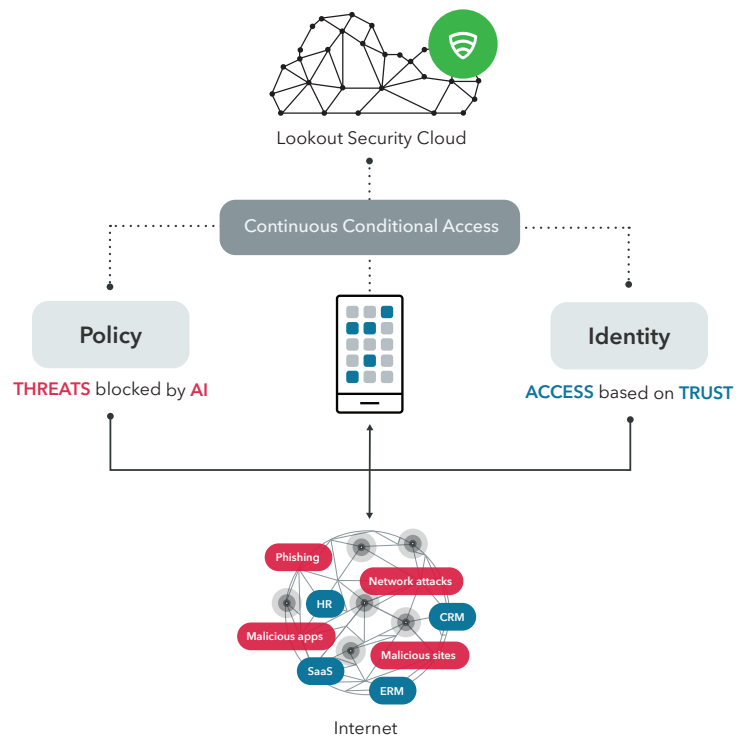 Lookout Security Cloud
Continuous Conditional Access
Policy
Identity
THREATS blocked by AI
ACCESS based on TRUST
Phishing
Network attacks
HR
CRM
Malicious apps
Malicious sites
SaaS
ERM
Internet